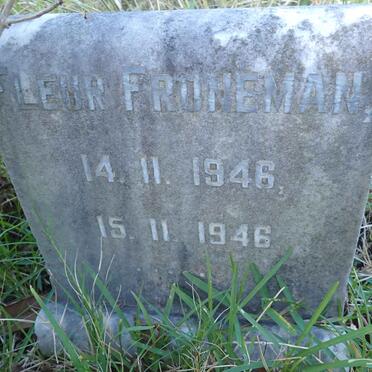 FLEUR FRONEMAN,
14. 11. 1946.
15. 11. 1946